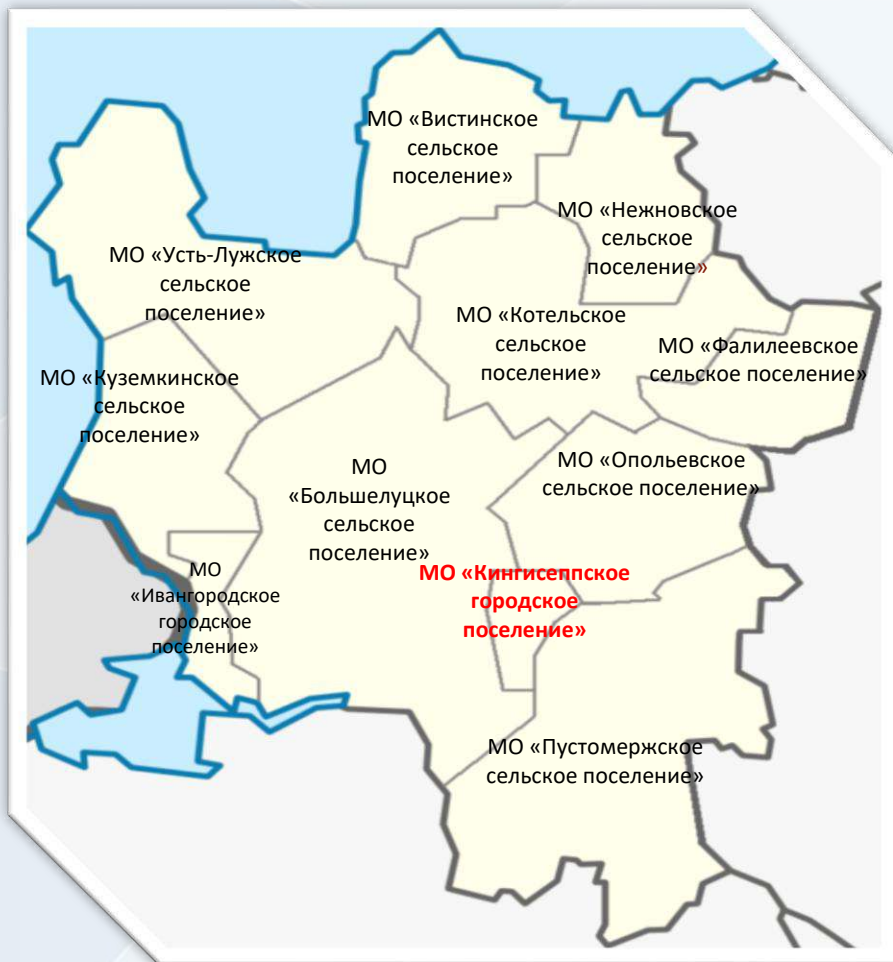 МО «Вистинское
сельское
поселение»
МО «Нежновское
сельское
поселение»
МО «Усть-Лужское
сельское
поселение»
МО «Котельское
сельское
поселение»
МО «Фалилеевское
сельское поселение»
МО «Куземкинское
сельское
поселение»
МО
«Большелуцкое
сельское
поселение»
МО «Опольевское
сельское поселение»
МО
«Ивангородское
городское
поселение»
МО «Кингисеппское
городское
поселение»
МО «Пустомержское
сельское поселение»